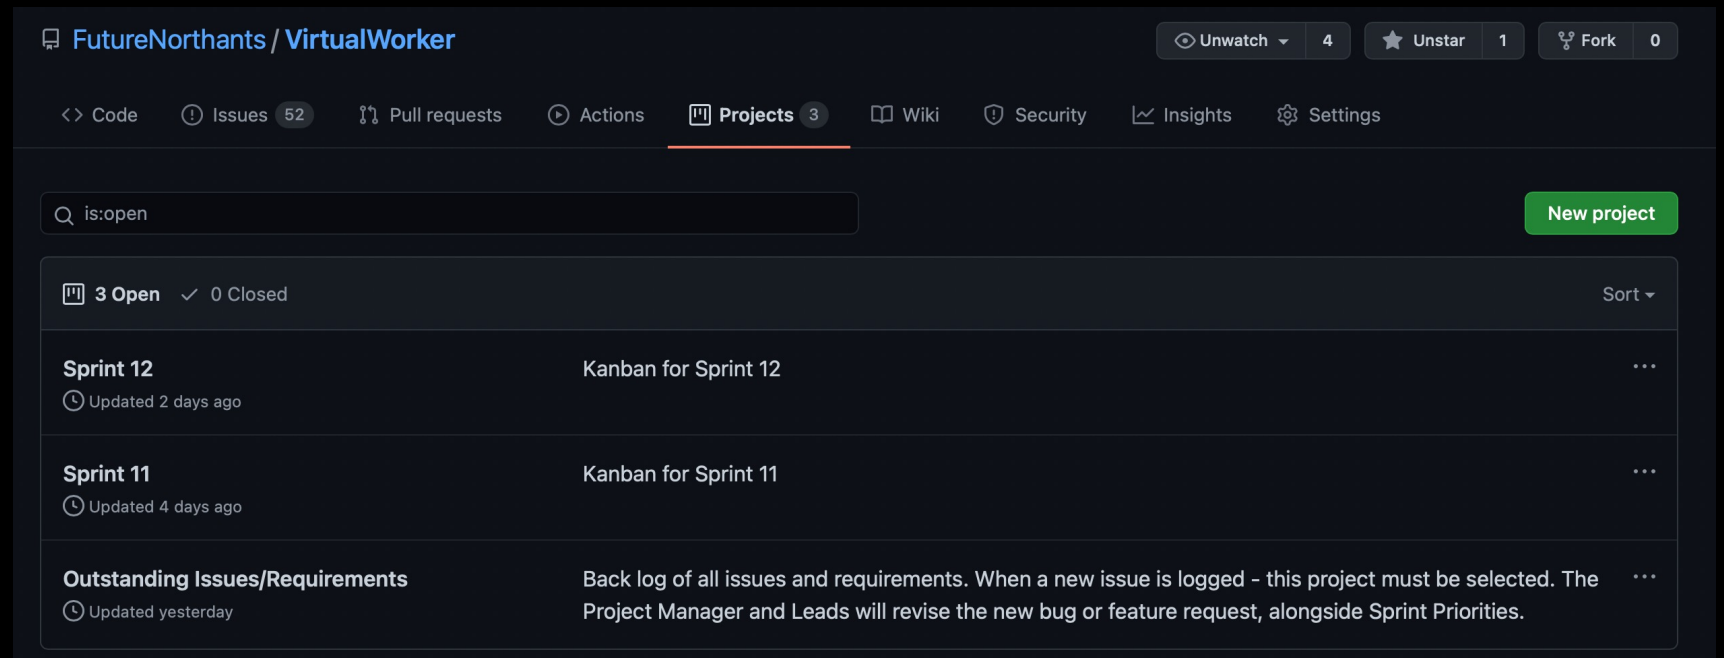 FutureNorthants / VirtualWorker
Unwatch 4 Unstar 1 Fork 0
Code Issues 52 Pull requests Actions Projects 3 Wiki Security Insights Settings
is:open
New project
3 Open 0 Closed Sort
Sprint 12 Kanban for Sprint 12
Updated 2 days ago
Sprint 11 Kanban for Sprint 11
Updated 4 days ago
Outstanding Issues/Requirements Back log of all issues and requirements. When a new issue is logged - this project must be selected. The
Updated yesterday Project Manager and Leads will revise the new bug or feature request, alongside Sprint Priorities.